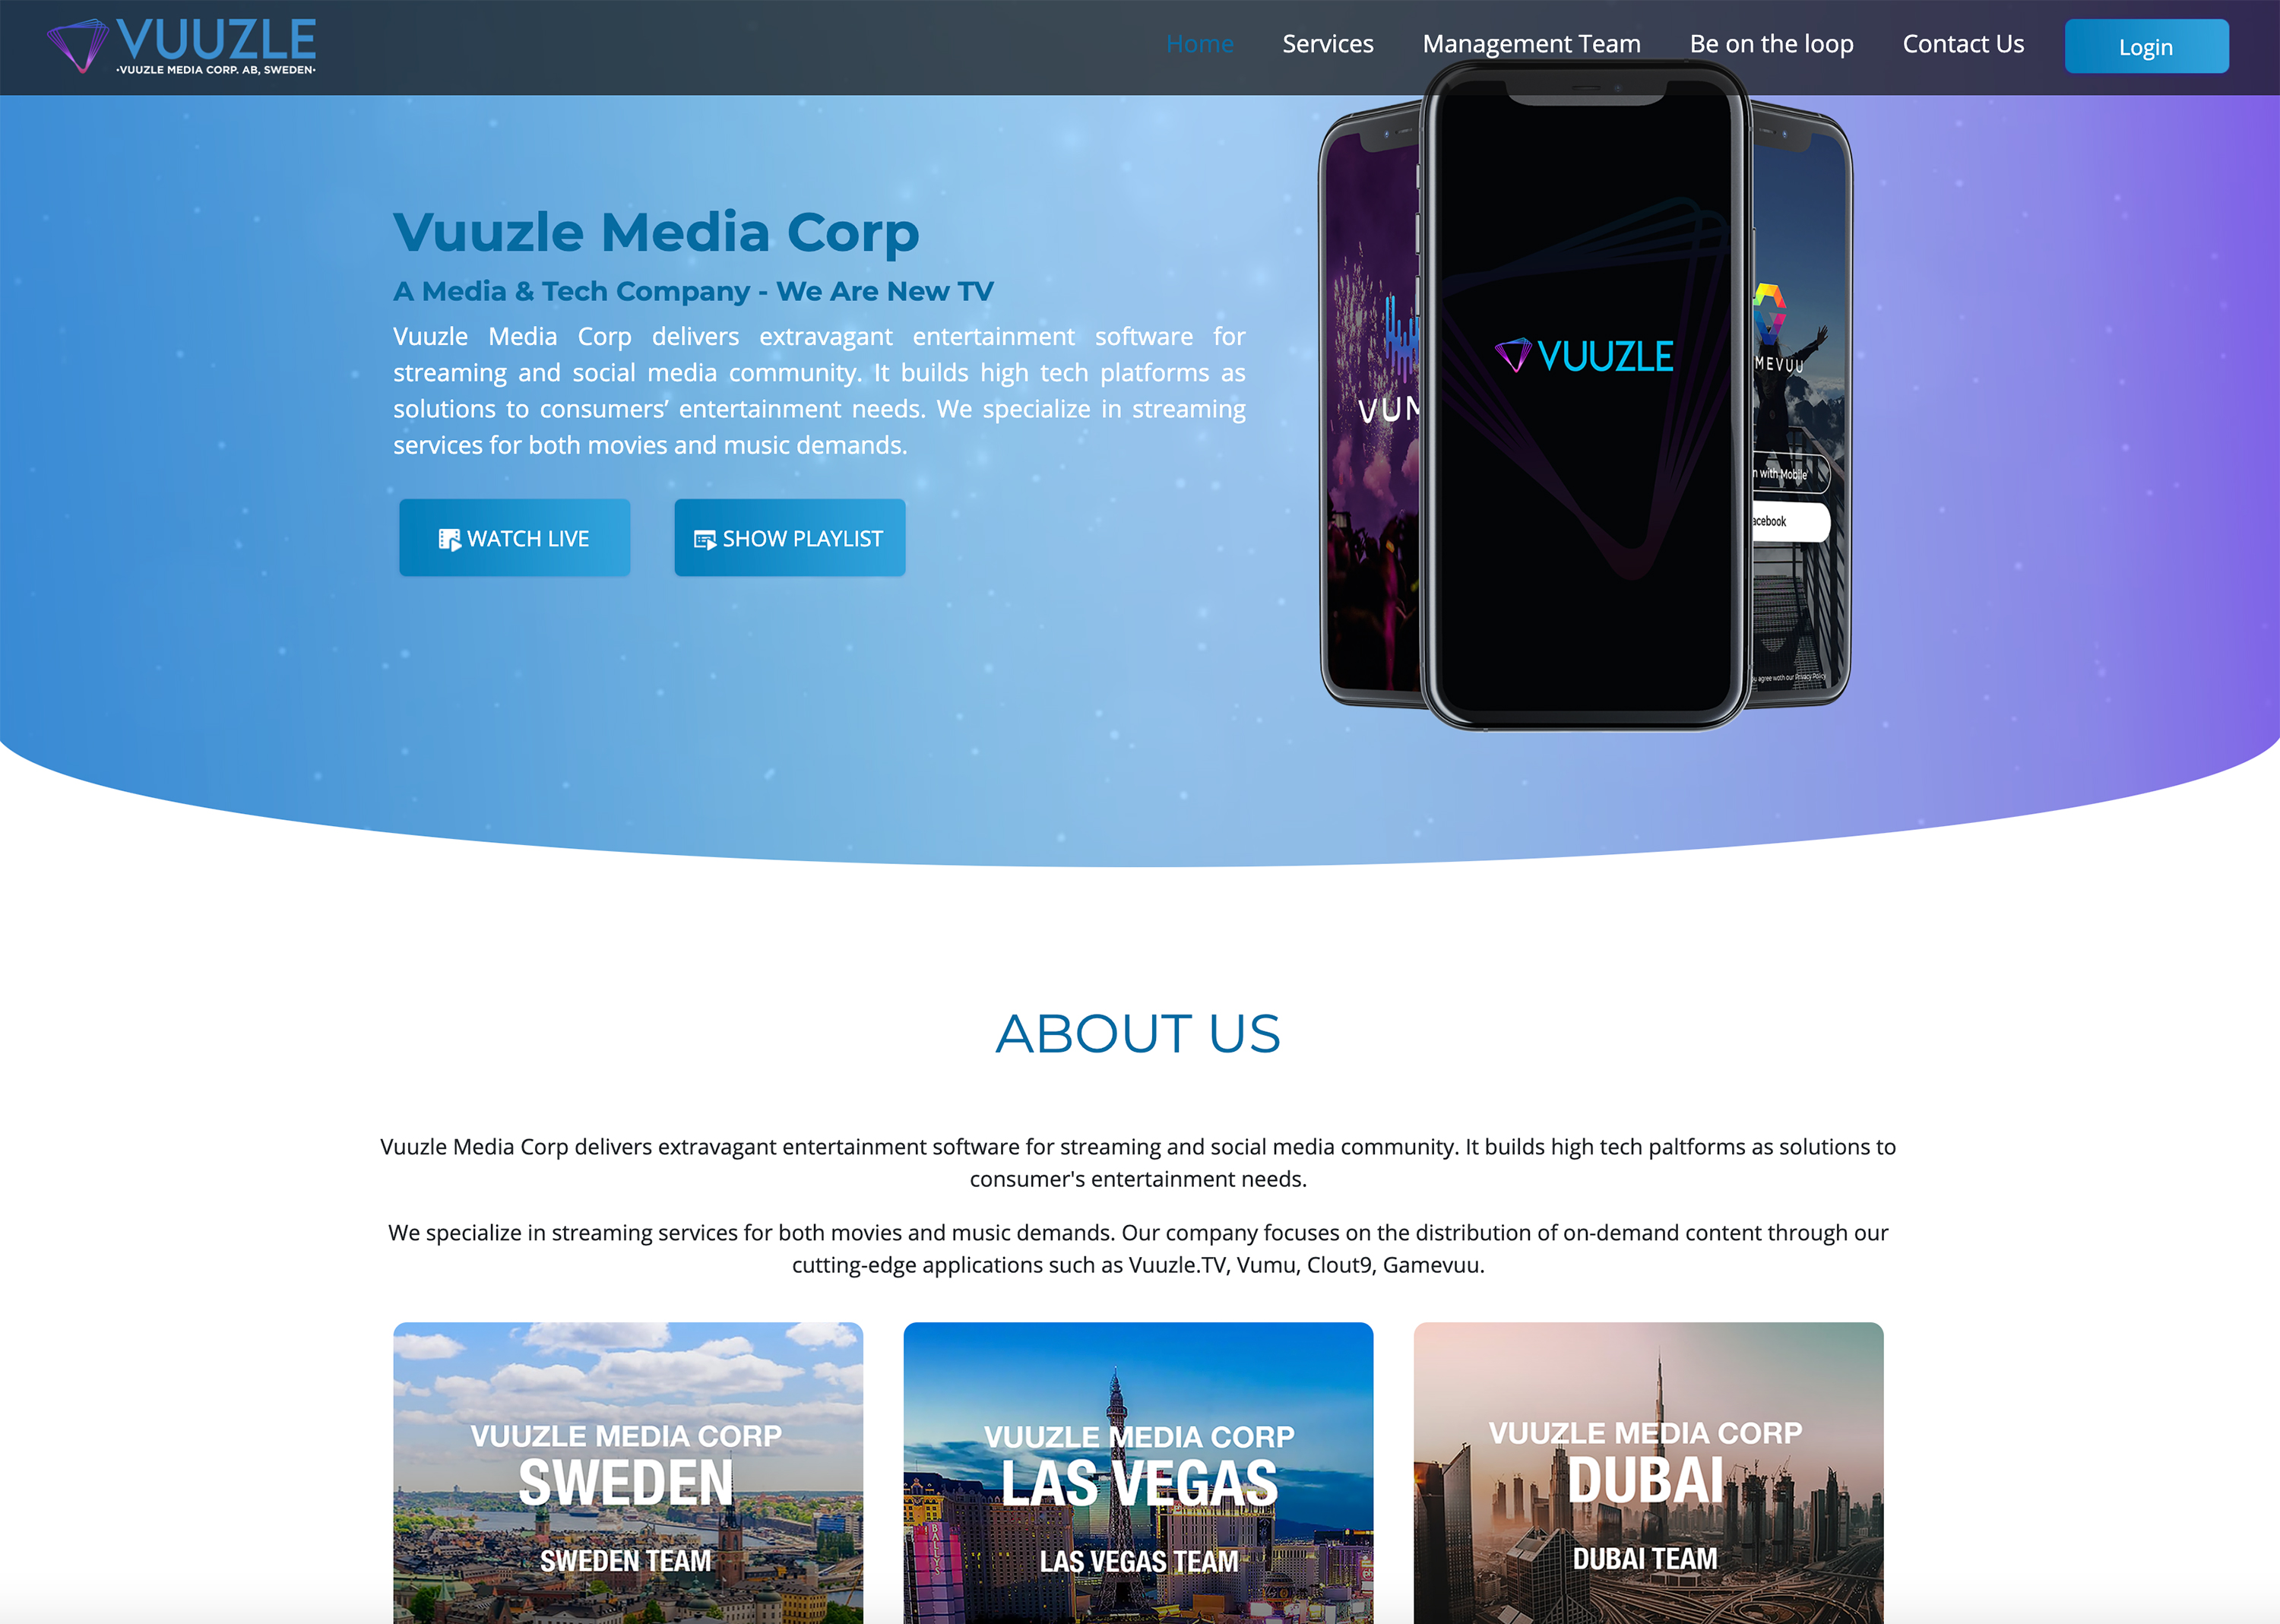 VUUZLE
·VUUZLE MEDIA CORP. AB, SWEDEN·
Home
Services
Management Team
Be on the loop
Contact Us
Login
Vuuzle Media Corp
A Media & Tech Company - We Are New TV
Vuuzle Media Corp delivers extravagant entertainment software for
streaming and social media community. It builds high tech platforms as
solutions to consumers’ entertainment needs. We specialize in streaming
services for both movies and music demands.
WATCH LIVE
SHOW PLAYLIST
VUM
VUUZLE
MEVUU
n with Mobile
acebook
agree with our Privacy Policy
ABOUT US
Vuuzle Media Corp delivers extravagant entertainment software for streaming and social media community. It builds high tech paltforms as solutions to
consumer's entertainment needs.
We specialize in streaming services for both movies and music demands. Our company focuses on the distribution of on-demand content through our
cutting-edge applications such as Vuuzle.TV, Vumu, Clout9, Gamevuu.
VUUZLE MEDIA CORP
SWEDEN
SWEDEN TEAM
VUUZLE MEDIA CORP
LAS VEGAS
BALLYS
LAS VEGAS TEAM
VUUZLE MEDIA CORP
DUBAI
DUBAI TEAM